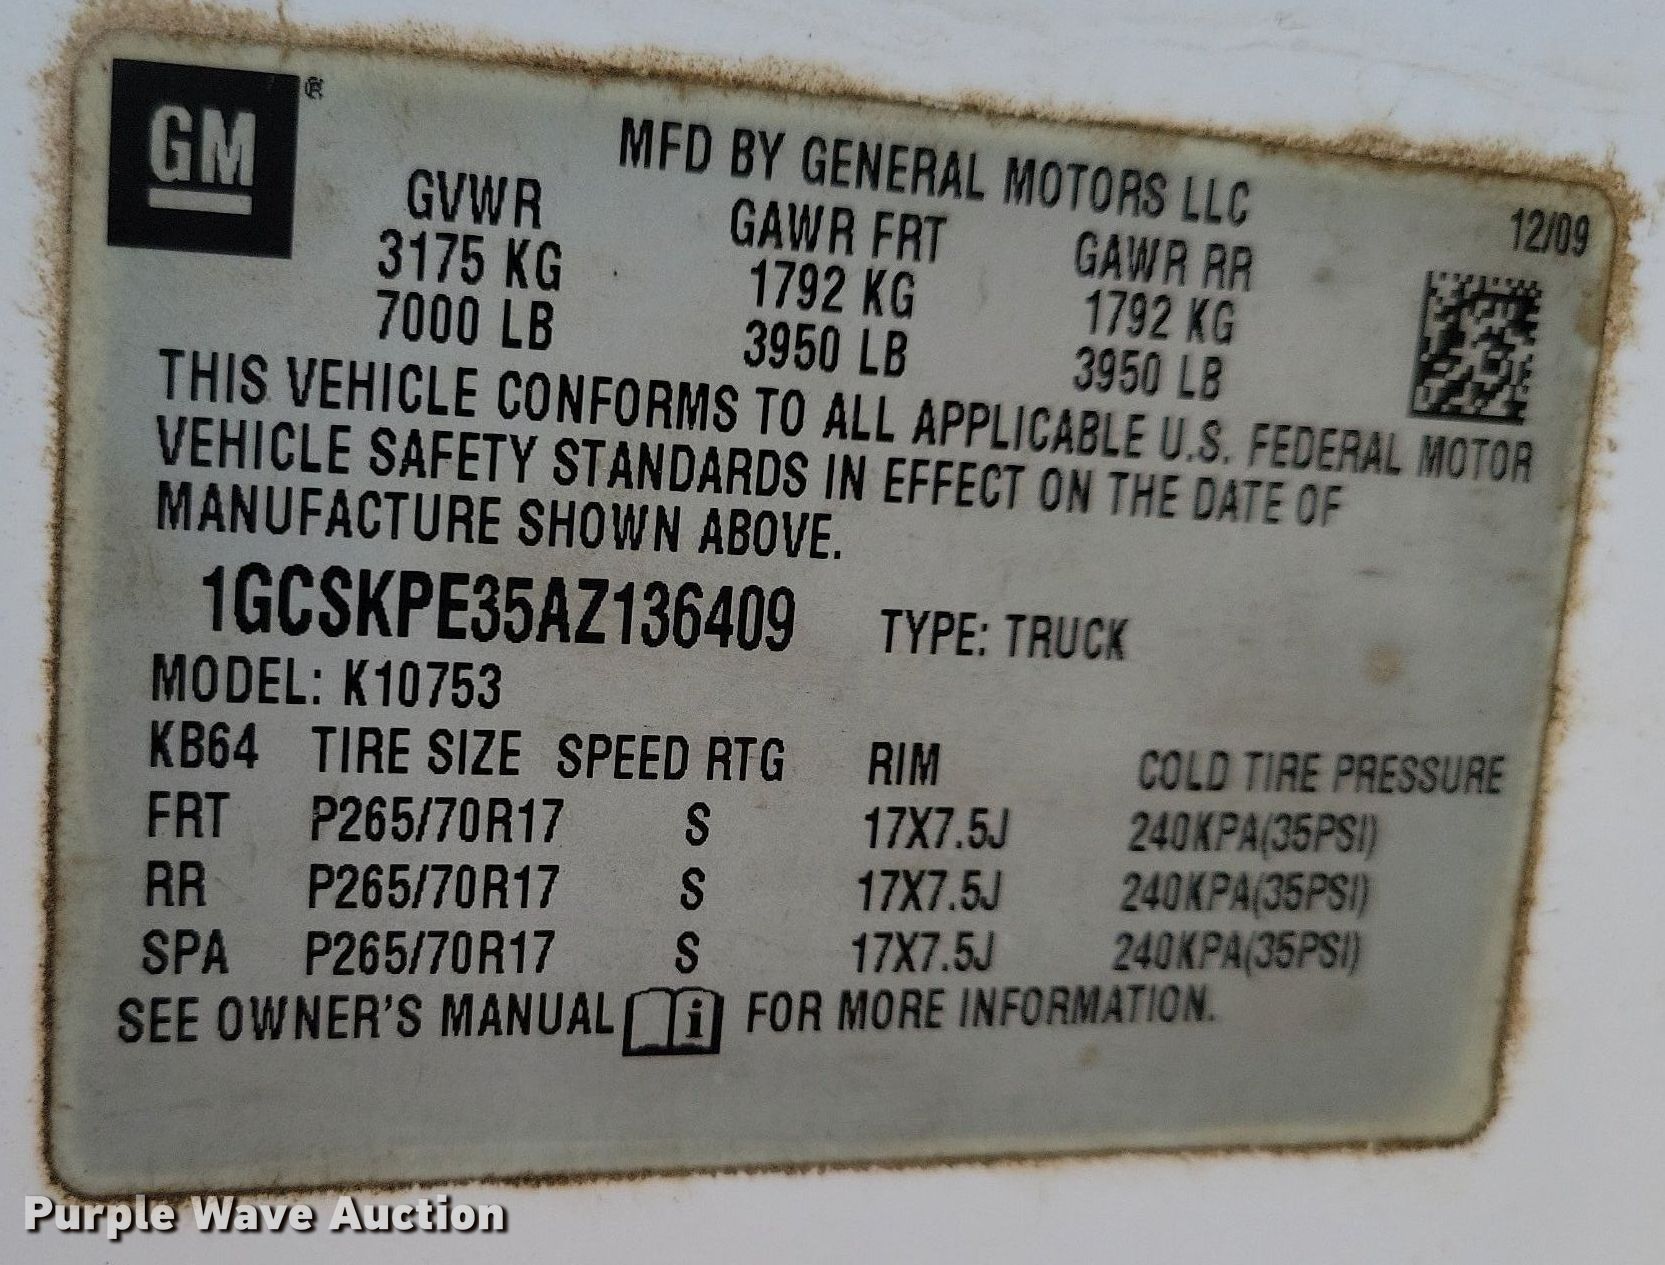 GM ®
MFD BY GENERAL MOTORS LLC
GVWR GAWR FRT GAWR RR 12/09
3175 KG 1792 KG 1792 KG
7000 LB 3950 LB 3950 LB
THIS VEHICLE CONFORMS TO ALL APPLICABLE U.S. FEDERAL MOTOR
VEHICLE SAFETY STANDARDS IN EFFECT ON THE DATE OF
MANUFACTURE SHOWN ABOVE.
1GCSKPE35AZ136409 TYPE: TRUCK
MODEL: K10753
KB64 TIRE SIZE SPEED RTG RIM COLD TIRE PRESSURE
FRT P265/70R17 S 17X7.5J 240KPA(35PSI)
RR P265/70R17 S 17X7.5J 240KPA(35PSI)
SPA P265/70R17 S 17X7.5J 240KPA(35PSI)
SEE OWNER'S MANUAL i FOR MORE INFORMATION.
Purple Wave Auction